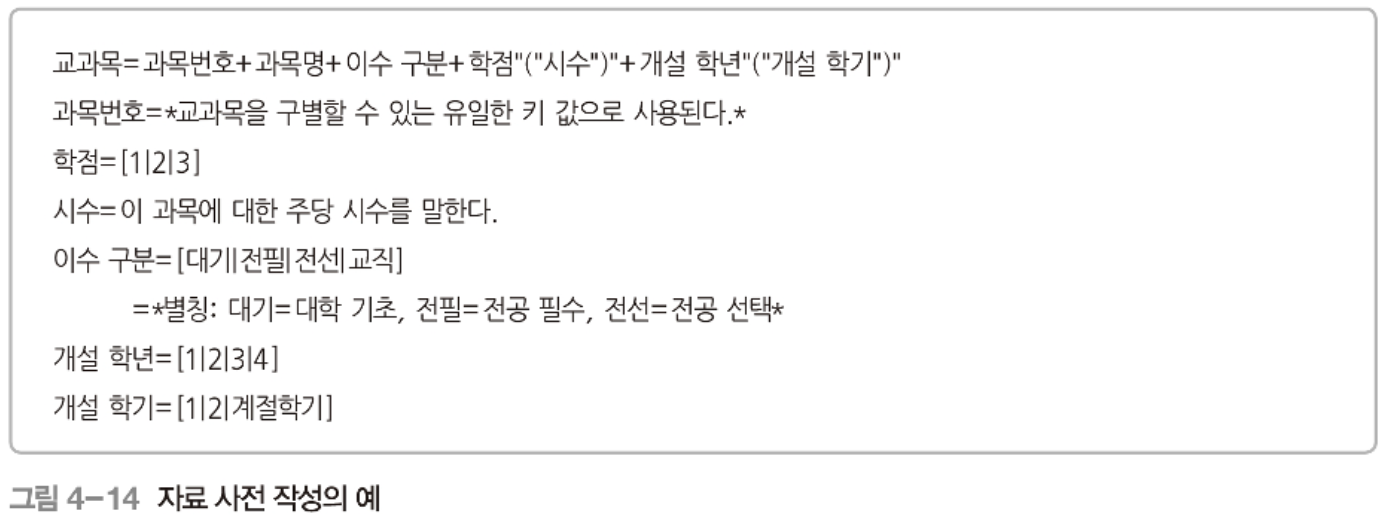 교과목=과목번호+과목명+이수 구분+학점"("시수")"+개설 학년"("개설 학기")"
과목번호=*교과목을 구별할 수 있는 유일한 키 값으로 사용된다.*
학점=[1|2|3]
시수=이 과목에 대한 주당 시수를 말한다.
이수 구분=[대기|전필|전선|교직]
=*별칭: 대기=대학 기초, 전필=전공 필수, 전선=전공 선택*
개설 학년=[1|2|3|4]
개설 학기=[1|2|계절학기]
그림 4-14 자료 사전 작성의 예